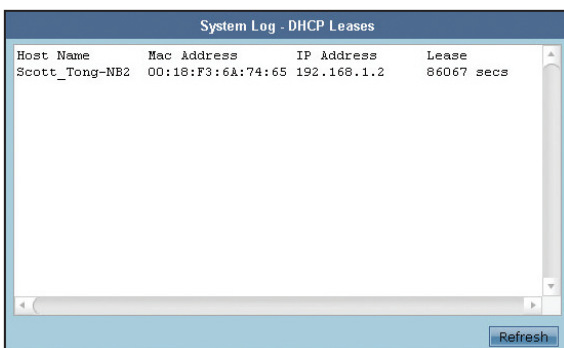 System Log - DHCP Leases
Host Name Mac Address IP Address Lease
Scott_Tong-NB2 00:18:F3:6A:74:65 192.168.1.2 86067 secs
Refresh